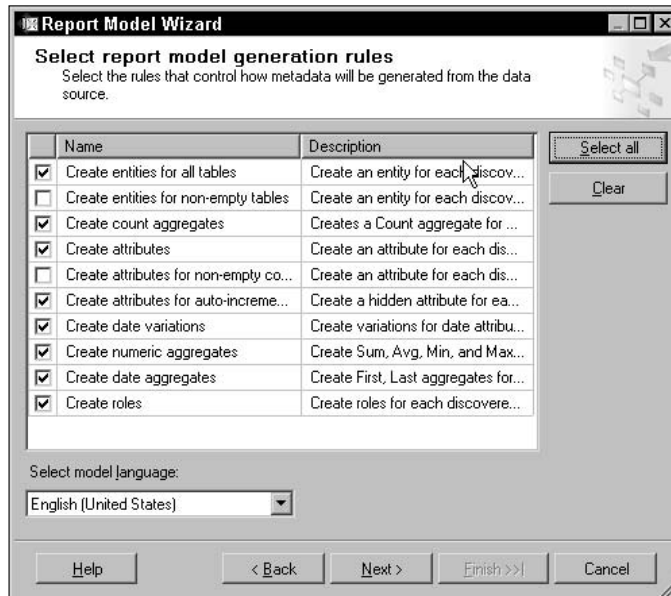 Report Model Wizard
Select report model generation rules
Select the rules that control how metadata will be generated from the data
source.
Name Description
Create entities for all tables Create an entity for each discov...
Create entities for non-empty tables Create an entity for each discov...
Create count aggregates Creates a Count aggregate for ...
Create attributes Create an attribute for each dis...
Create attributes for non-empty co... Create an attribute for each dis...
Create attributes for auto-increme... Create a hidden attribute for ea...
Create date variations Create variations for date attribu...
Create numeric aggregates Create Sum, Avg, Min, and Max...
Create date aggregates Create First, Last aggregates for...
Create roles Create roles for each discovere...
Select all
Clear
Select model language:
English (United States)
Help < Back Next > Finish >>| Cancel